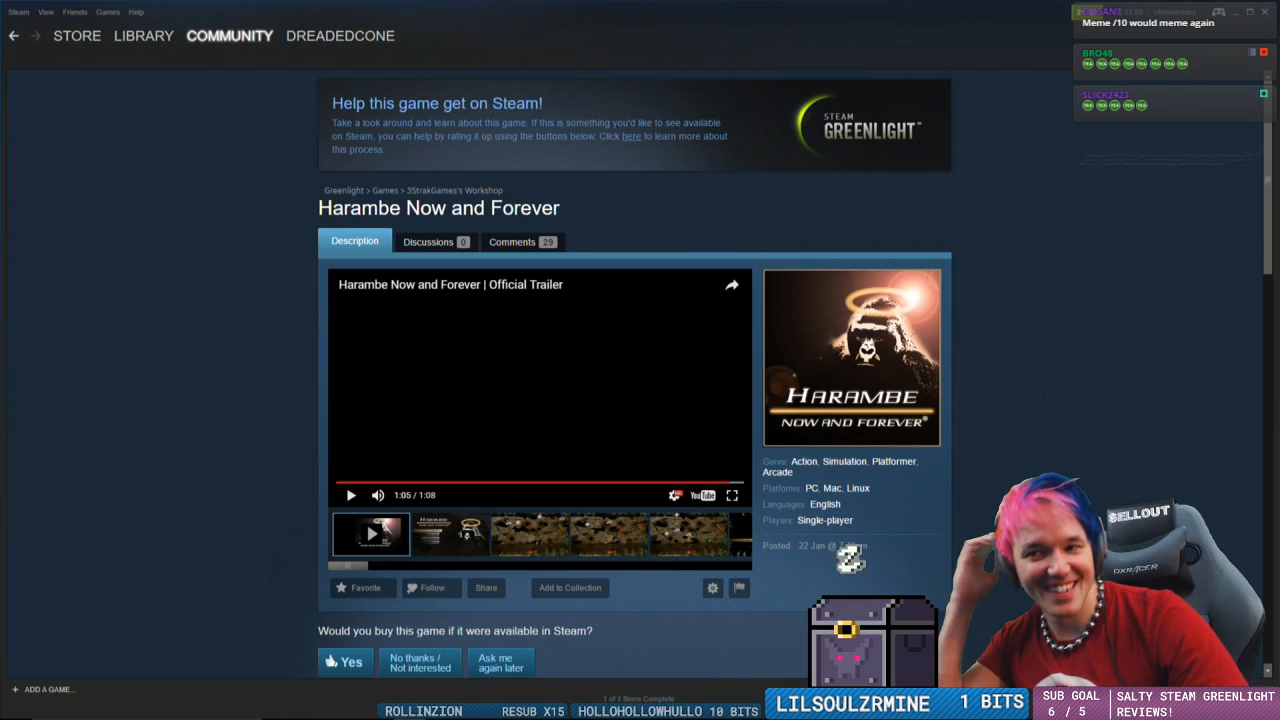 Steam View Friends Games Help
STORE LIBRARY COMMUNITY DREADEDCONE
Meme /10 would meme again
BRO48
SLICK2423
Help this game get on Steam!
Take a look around and learn about this game. If this is something you'd like to see available
on Steam, you can help by rating it up using the buttons below. Click here to learn more about
this process.
STEAM
GREENLIGHT™
Greenlight > Games > 3StrakGames's Workshop
Harambe Now and Forever
Description Discussions 0 Comments 29
Harambe Now and Forever | Official Trailer
1:05 / 1:08
YouTube
HARAMBE
NOW AND FOREVER®
Genre: Action, Simulation, Platformer,
Arcade
Platforms: PC, Mac, Linux
Languages: English
Players: Single-player
Posted 22 Jan @
Favorite Follow Share Add to Collection
Would you buy this game if it were available in Steam?
Yes
No thanks /
Not interested
Ask me
again later
SELLOUT
DXRACER
+ ADD A GAME...
1 of 1 Items Complete
ROLLINZION RESUB X15 HOLLOHOLLOWHULLO 10 BITS
LILSOULZRMINE 1 BITS
SUB GOAL
6 / 5
SALTY STEAM GREENLIGHT
REVIEWS!